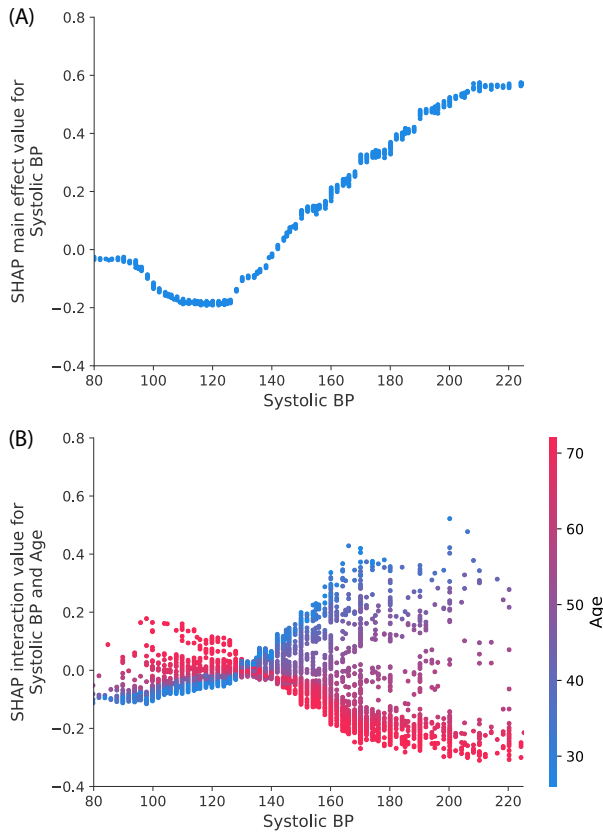 (A)
0.8
0.6
0.4
0.2
0.0
−0.2
−0.4
SHAP main effect value for
Systolic BP
80 100 120 140 160 180 200 220
Systolic BP
(B)
0.8
0.6
0.4
0.2
0.0
−0.2
−0.4
SHAP interaction value for
Systolic BP and Age
80 100 120 140 160 180 200 220
Systolic BP
70
60
50
40
30
Age